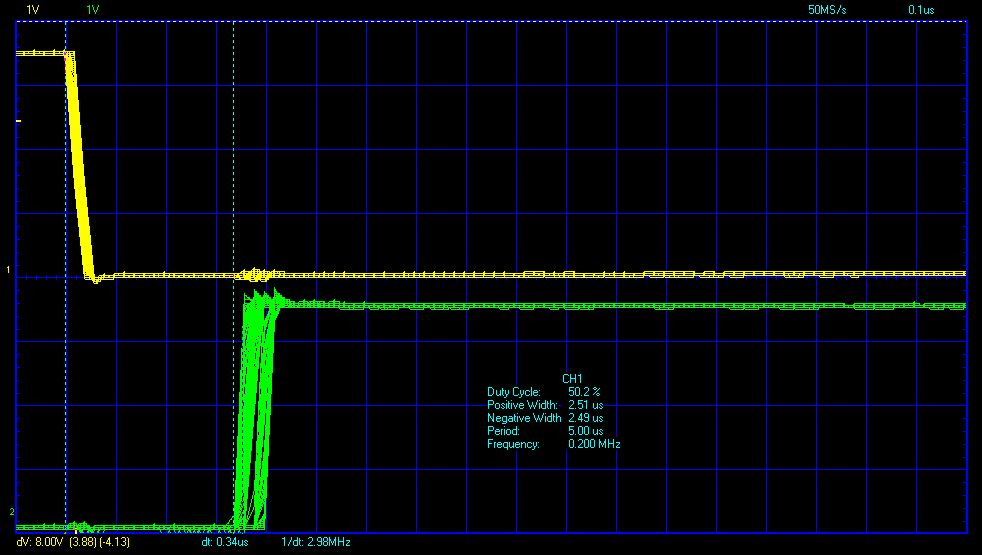 1V 1V 50MS/s 0.1us
1
CH1
Duty Cycle: 50.2 %
Positive Width: 2.51 us
Negative Width 2.49 us
Period: 5.00 us
Frequency: 0.200 MHz
2
dV: 8.00V (3.88) (-4.13) dt: 0.34us 1/dt: 2.98MHz